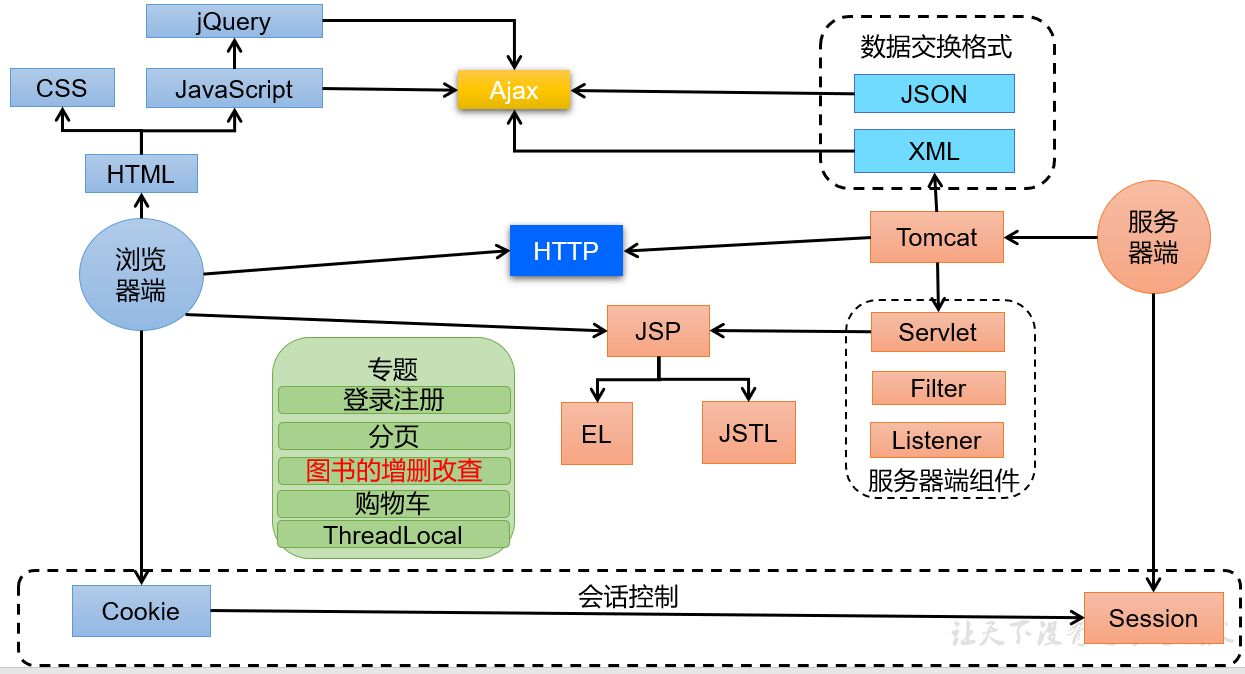 jQuery
数据交换格式
CSS
JavaScript
Ajax
JSON
XML
HTML
浏览
器端
HTTP
Tomcat
服务
器端
JSP
Servlet
Filter
Listener
服务器端组件
EL
JSTL
专题
登录注册
分页
图书的增删改查
购物车
ThreadLocal
会话控制
Cookie
Session
让天下没有